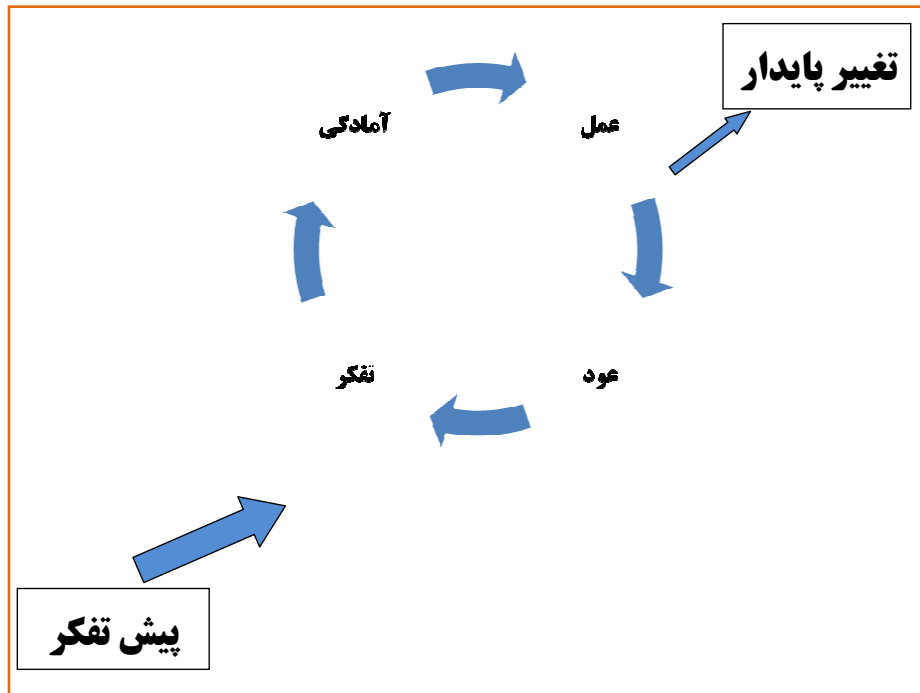 تغییر پایدار
عمل
آمادگی
عود
تفکر
پیش تفکر